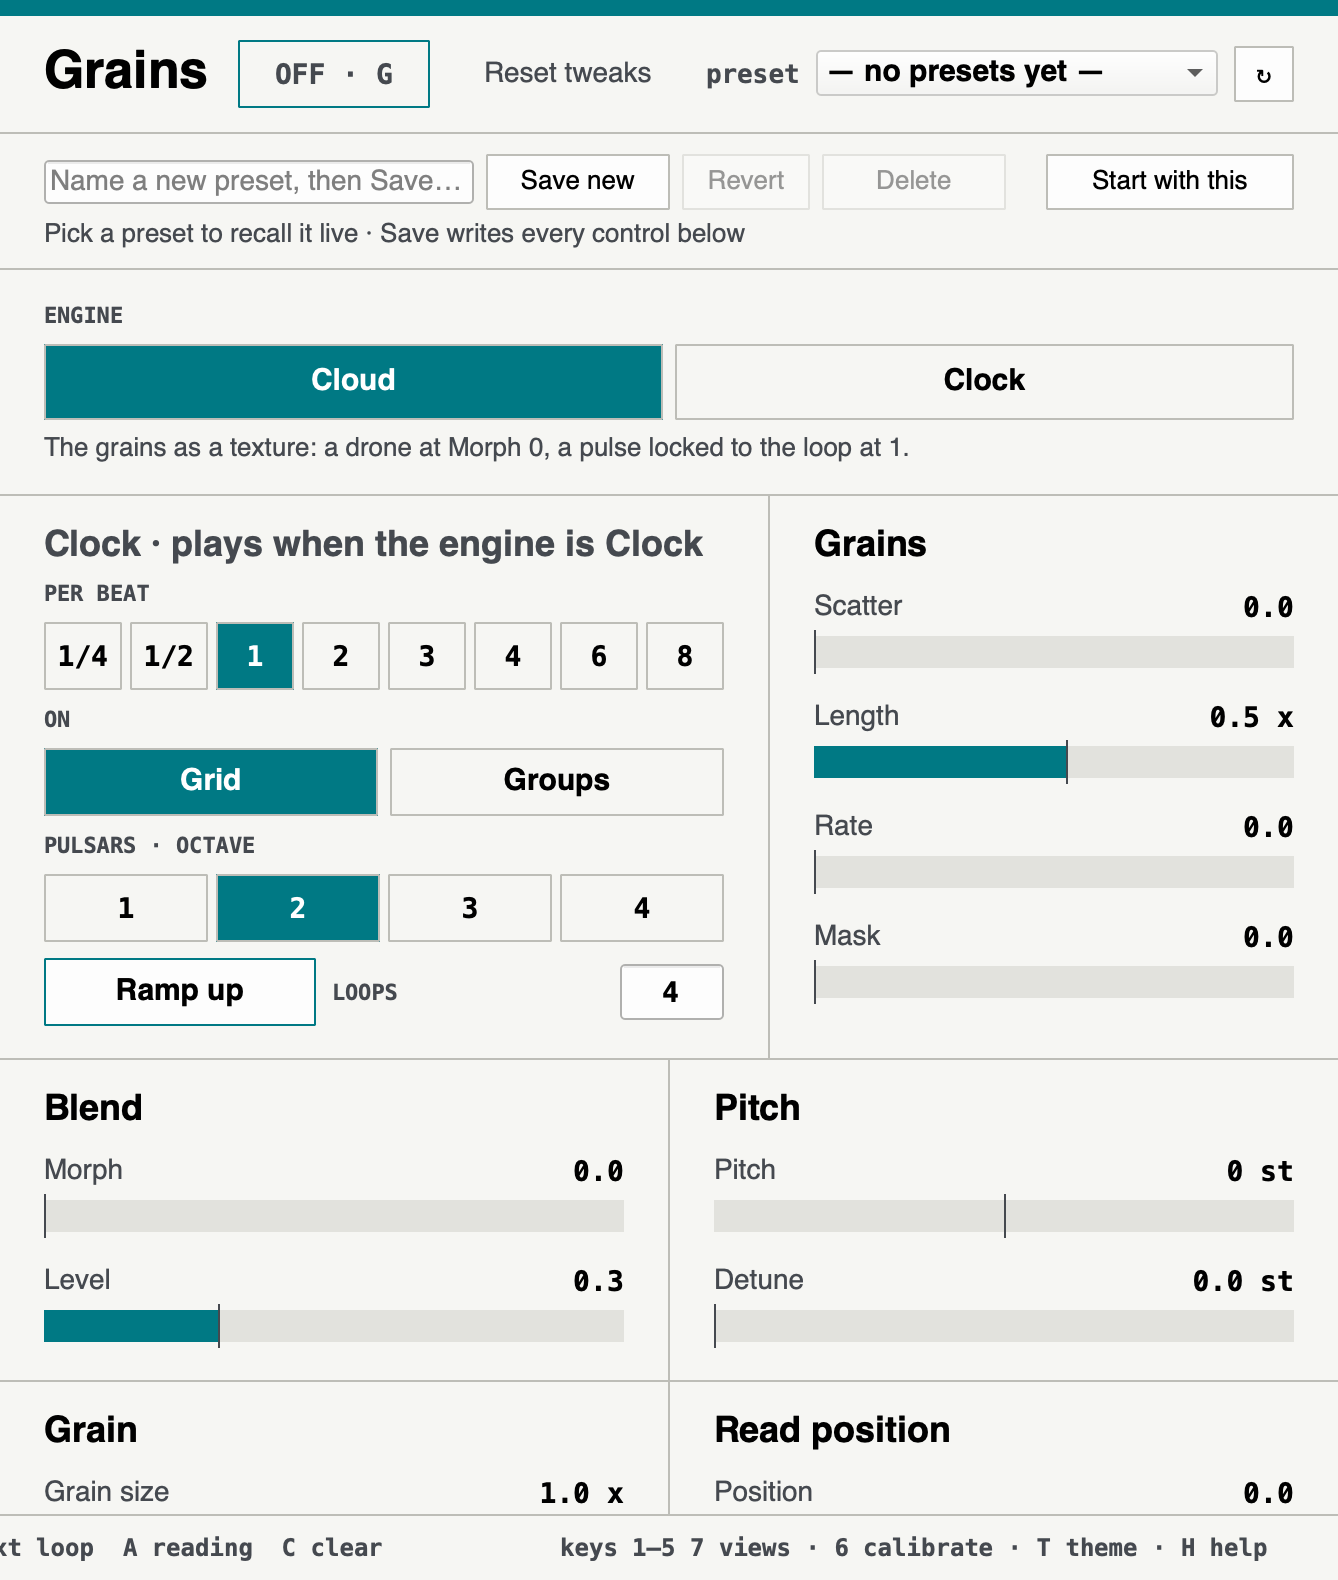 Grains OFF · G Reset tweaks preset — no presets yet — ↻
Name a new preset, then Save… Save new Revert Delete Start with this
Pick a preset to recall it live · Save writes every control below
ENGINE
Cloud Clock
The grains as a texture: a drone at Morph 0, a pulse locked to the loop at 1.
Clock · plays when the engine is Clock
PER BEAT
1/4 1/2 1 2 3 4 6 8
ON
Grid Groups
PULSARS · OCTAVE
1 2 3 4
Ramp up LOOPS 4
Grains
Scatter 0.0
Length 0.5 x
Rate 0.0
Mask 0.0
Blend
Morph 0.0
Level 0.3
Pitch
Pitch 0 st
Detune 0.0 st
Grain
Grain size 1.0 x
Read position
Position 0.0
loop A reading C clear keys 1–5 7 views · 6 calibrate · T theme · H help